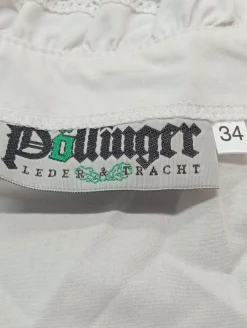 Pöllinger
LEDER & TRACHT
34